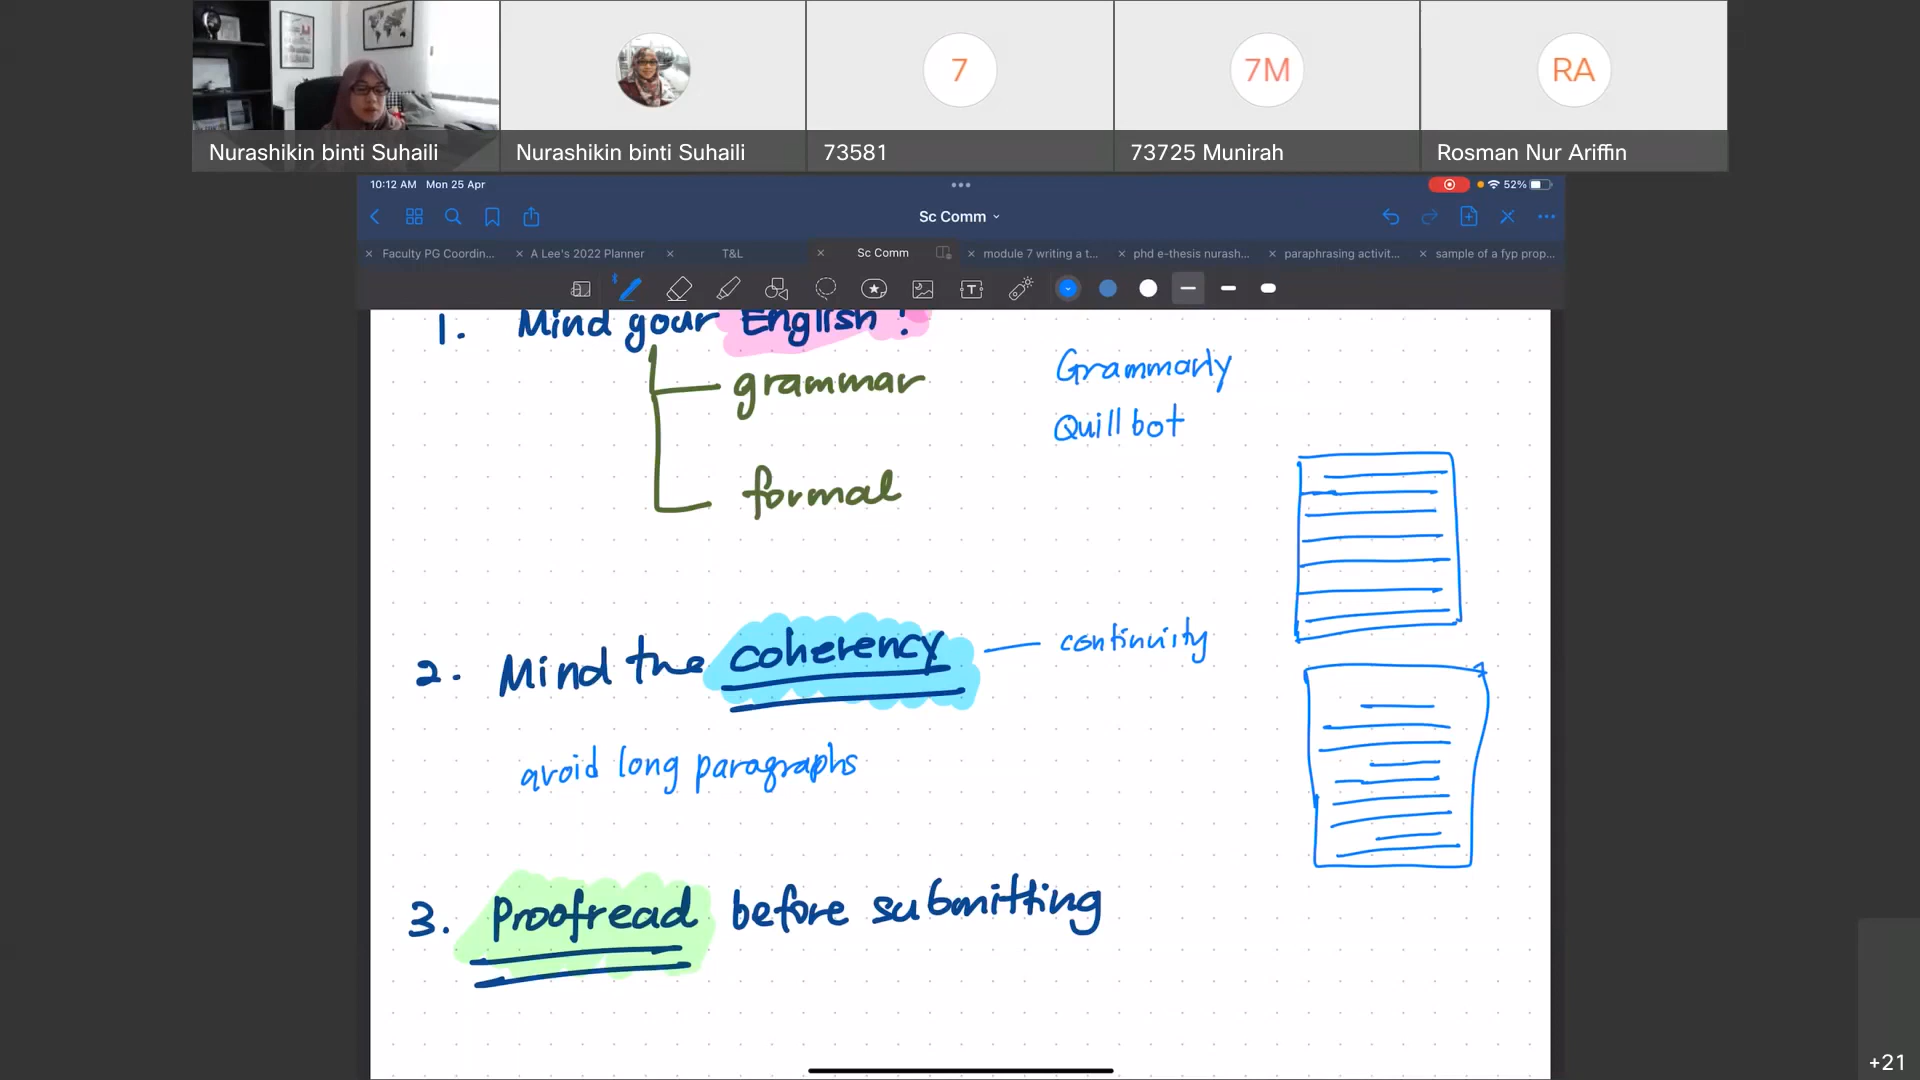 7
7M
RA
Nurashikin binti Suhaili
Nurashikin binti Suhaili
73581
73725 Munirah
Rosman Nur Ariffin
10:12 AM Mon 25 Apr
52%
Sc Comm
Faculty PG Coordin...
A Lee's 2022 Planner
T&L
Sc Comm
module 7 writing a t...
phd e-thesis nurash...
paraphrasing activit...
sample of a fyp prop...
1. Mind your English!
grammar
Grammarly
Quillbot
formal
2. Mind the coherency — continuity
avoid long paragraphs
3. Proofread before submitting
+21